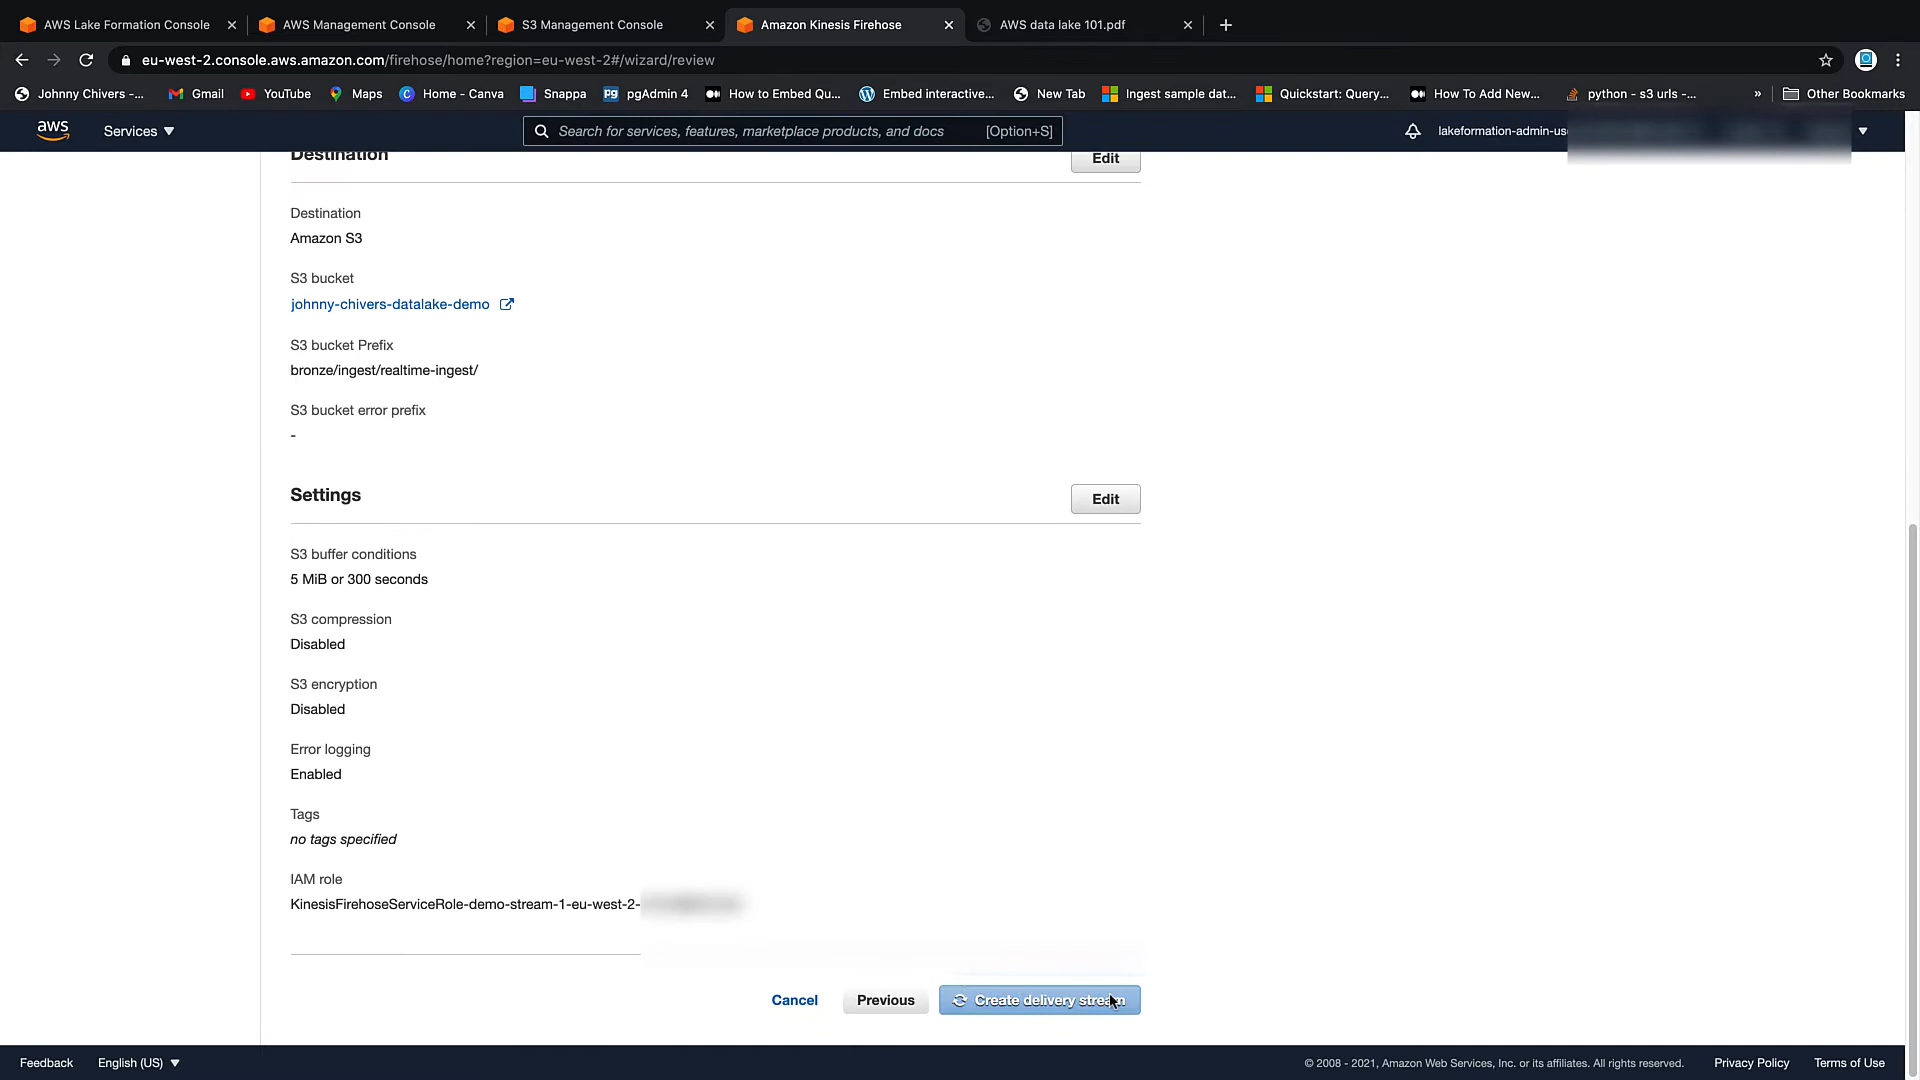 AWS Lake Formation Console
AWS Management Console
S3 Management Console
Amazon Kinesis Firehose
AWS data lake 101.pdf
eu-west-2.console.aws.amazon.com/firehose/home?region=eu-west-2#/wizard/review
Johnny Chivers -...
Gmail
YouTube
Maps
Home - Canva
Snappa
pgAdmin 4
How to Embed Qu...
Embed interactive...
New Tab
Ingest sample dat...
Quickstart: Query...
How To Add New...
python - s3 urls -...
»
Other Bookmarks
aws
Services
Search for services, features, marketplace products, and docs [Option+S]
lakeformation-admin-us
Destination
Edit
Destination
Amazon S3
S3 bucket
johnny-chivers-datalake-demo
S3 bucket Prefix
bronze/ingest/realtime-ingest/
S3 bucket error prefix
-
Settings
Edit
S3 buffer conditions
5 MiB or 300 seconds
S3 compression
Disabled
S3 encryption
Disabled
Error logging
Enabled
Tags
no tags specified
IAM role
KinesisFirehoseServiceRole-demo-stream-1-eu-west-2-
Cancel
Previous
Create delivery stream
Feedback
English (US)
© 2008 - 2021, Amazon Web Services, Inc. or its affiliates. All rights reserved.
Privacy Policy
Terms of Use